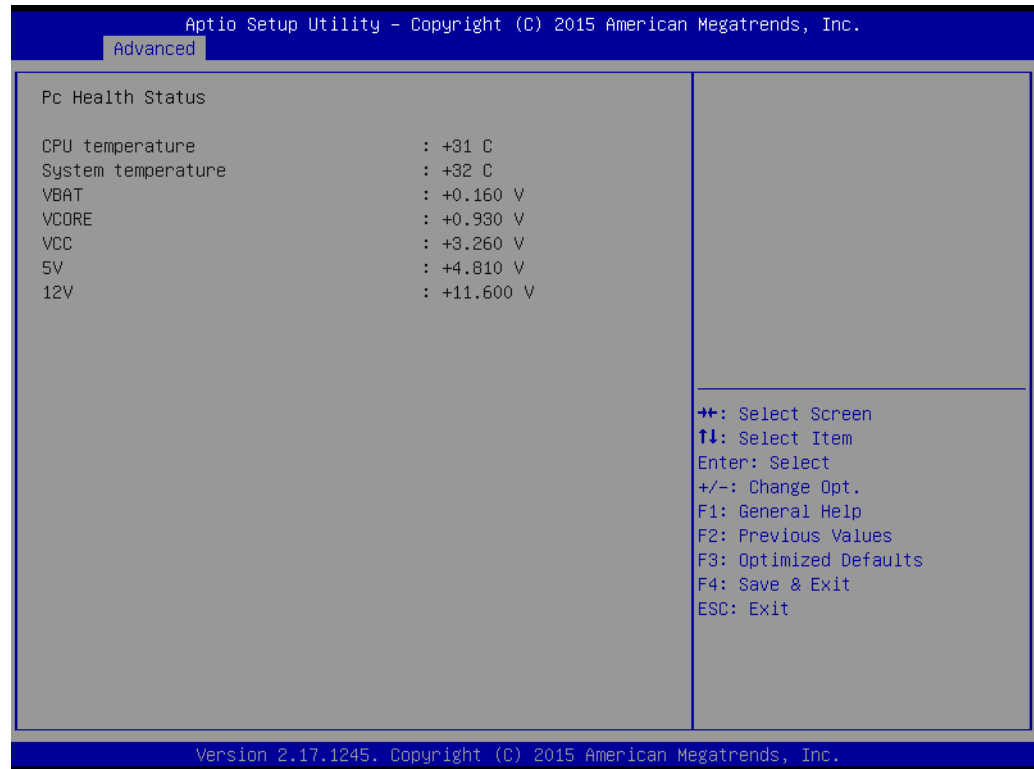 Aptio Setup Utility – Copyright (C) 2015 American Megatrends, Inc.
Advanced
Pc Health Status
CPU temperature : +31 C
System temperature : +32 C
VBAT : +0.160 V
VCORE : +0.930 V
VCC : +3.260 V
5V : +4.810 V
12V : +11.600 V
→←: Select Screen
↑↓: Select Item
Enter: Select
+/-: Change Opt.
F1: General Help
F2: Previous Values
F3: Optimized Defaults
F4: Save & Exit
ESC: Exit
Version 2.17.1245. Copyright (C) 2015 American Megatrends, Inc.